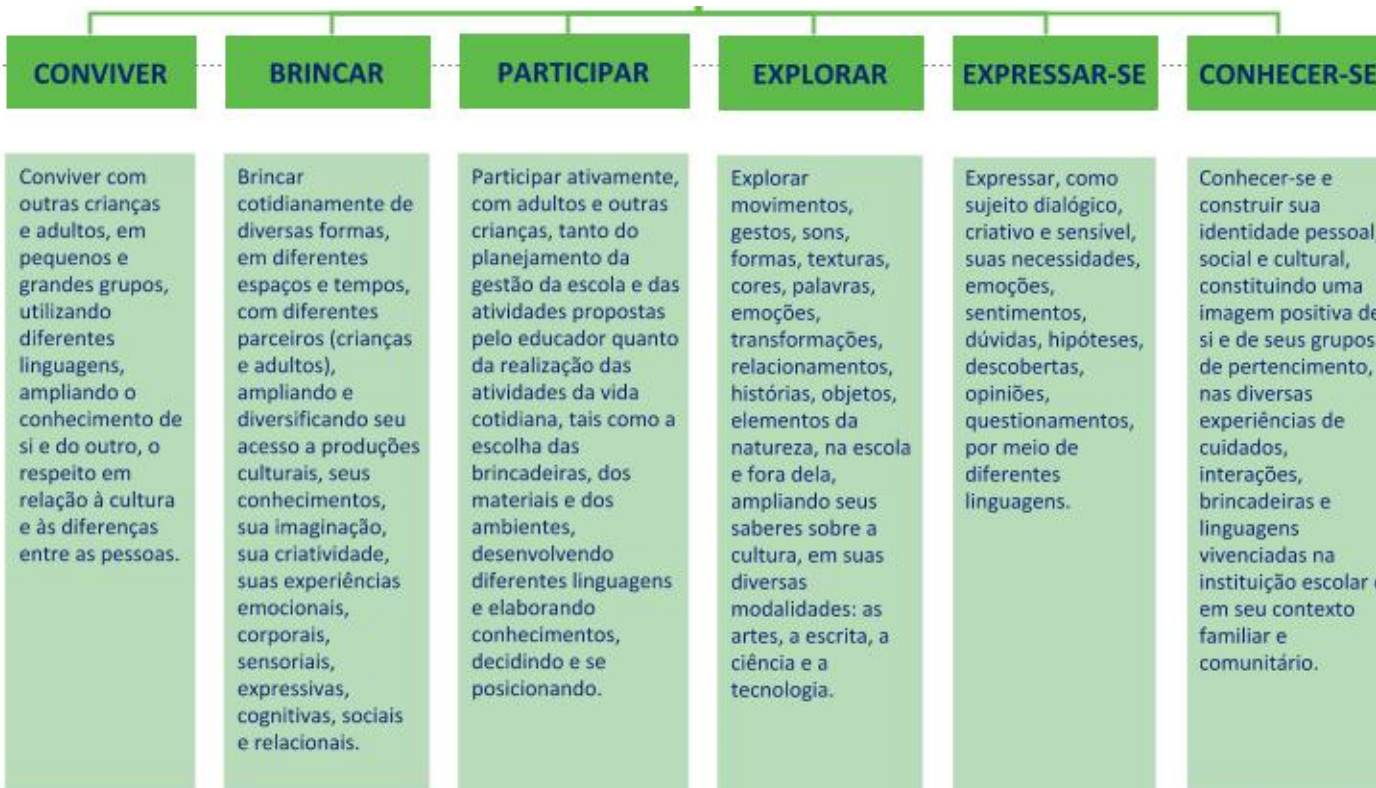 CONVIVER
BRINCAR
PARTICIPAR
EXPLORAR
EXPRESSAR-SE
CONHECER-SE
Conviver com
outras crianças
e adultos, em
pequenos e
grandes grupos,
utilizando
diferentes
linguagens,
ampliando o
conhecimento de
si e do outro, o
respeito em
relação à cultura
e às diferenças
entre as pessoas.
Brincar
cotidianamente de
diversas formas,
em diferentes
espaços e tempos,
com diferentes
parceiros (crianças
e adultos),
ampliando e
diversificando seu
acesso a produções
culturais, seus
conhecimentos,
sua imaginação,
sua criatividade,
suas experiências
emocionais,
corporais,
sensoriais,
expressivas,
cognitivas, sociais
e relacionais.
Participar ativamente,
com adultos e outras
crianças, tanto do
planejamento da
gestão da escola e das
atividades propostas
pelo educador quanto
da realização das
atividades da vida
cotidiana, tais como a
escolha das
brincadeiras, dos
materiais e dos
ambientes,
desenvolvendo
diferentes linguagens
e elaborando
conhecimentos,
decidindo e se
posicionando.
Explorar
movimentos,
gestos, sons,
formas, texturas,
cores, palavras,
emoções,
transformações,
relacionamentos,
histórias, objetos,
elementos da
natureza, na escola
e fora dela,
ampliando seus
saberes sobre a
cultura, em suas
diversas
modalidades: as
artes, a escrita, a
ciência e a
tecnologia.
Expressar, como
sujeito dialógico,
criativo e sensível,
suas necessidades,
emoções,
sentimentos,
dúvidas, hipóteses,
descobertas,
opiniões,
questionamentos,
por meio de
diferentes
linguagens.
Conhecer-se e
construir sua
identidade pessoal,
social e cultural,
constituindo uma
imagem positiva de
si e de seus grupos
de pertencimento,
nas diversas
experiências de
cuidados,
interações,
brincadeiras e
linguagens
vivenciadas na
instituição escolar
em seu contexto
familiar e
comunitário.